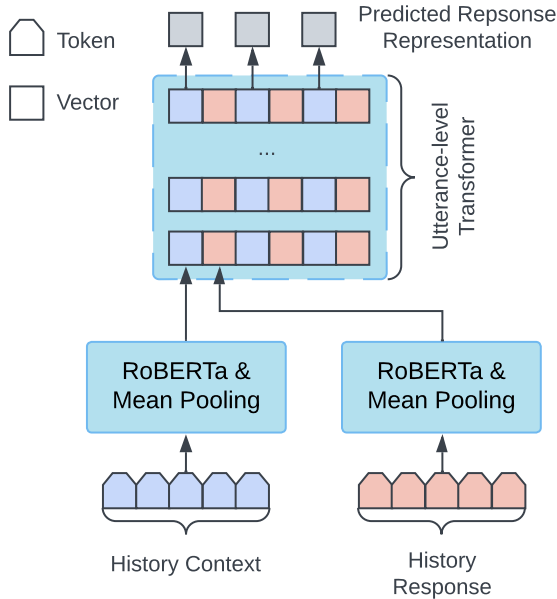 Token
Vector
Predicted Repsonse
Representation
...
Utterance-level
Transformer
RoBERTa &
Mean Pooling
RoBERTa &
Mean Pooling
History Context
History
Response